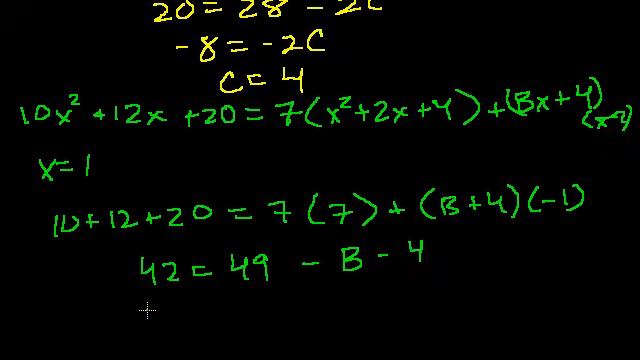 20 = 28 - 2C
-8 = -2C
C = 4
10x² + 12x + 20 = 7(x² + 2x + 4) + (Bx + 4)(x-2)
x = 1
10 + 12 + 20 = 7(7) + (B + 4)(-1)
42 = 49 - B - 4